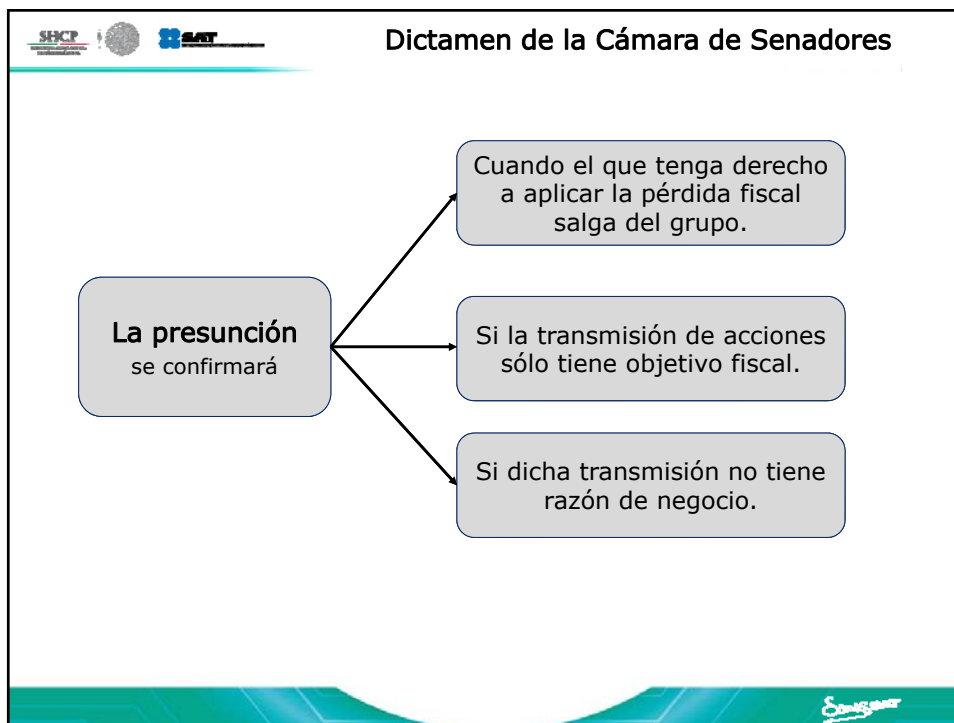 SHCP
SAT
Dictamen de la Cámara de Senadores
Cuando el que tenga derecho
a aplicar la pérdida fiscal
salga del grupo.
La presunción
se confirmará
Si la transmisión de acciones
sólo tiene objetivo fiscal.
Si dicha transmisión no tiene
razón de negocio.